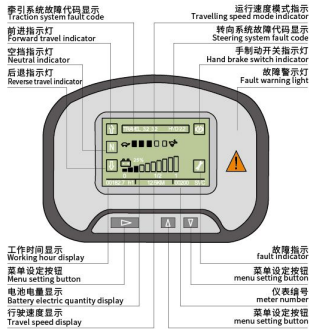 牵引系统故障代码显示
Traction system fault code
前进指示灯
Forward travel indicator
空挡指示灯
Neutral indicator
后退指示灯
Reverse travel indicator
运行速度模式指示
Travelling speed mode indicator
转向系统故障代码显示
Steering system fault code
手制动开关指示灯
Hand brake switch indicator
故障警示灯
Fault warning light
工作时间显示
Working hour display
菜单设定按钮
Menu setting button
电池电量显示
Battery electric quantity display
行驶速度显示
Travel speed display
故障指示
fault indicator
菜单设定按钮
menu setting button
仪表编号
meter number
菜单设定按钮
menu setting button